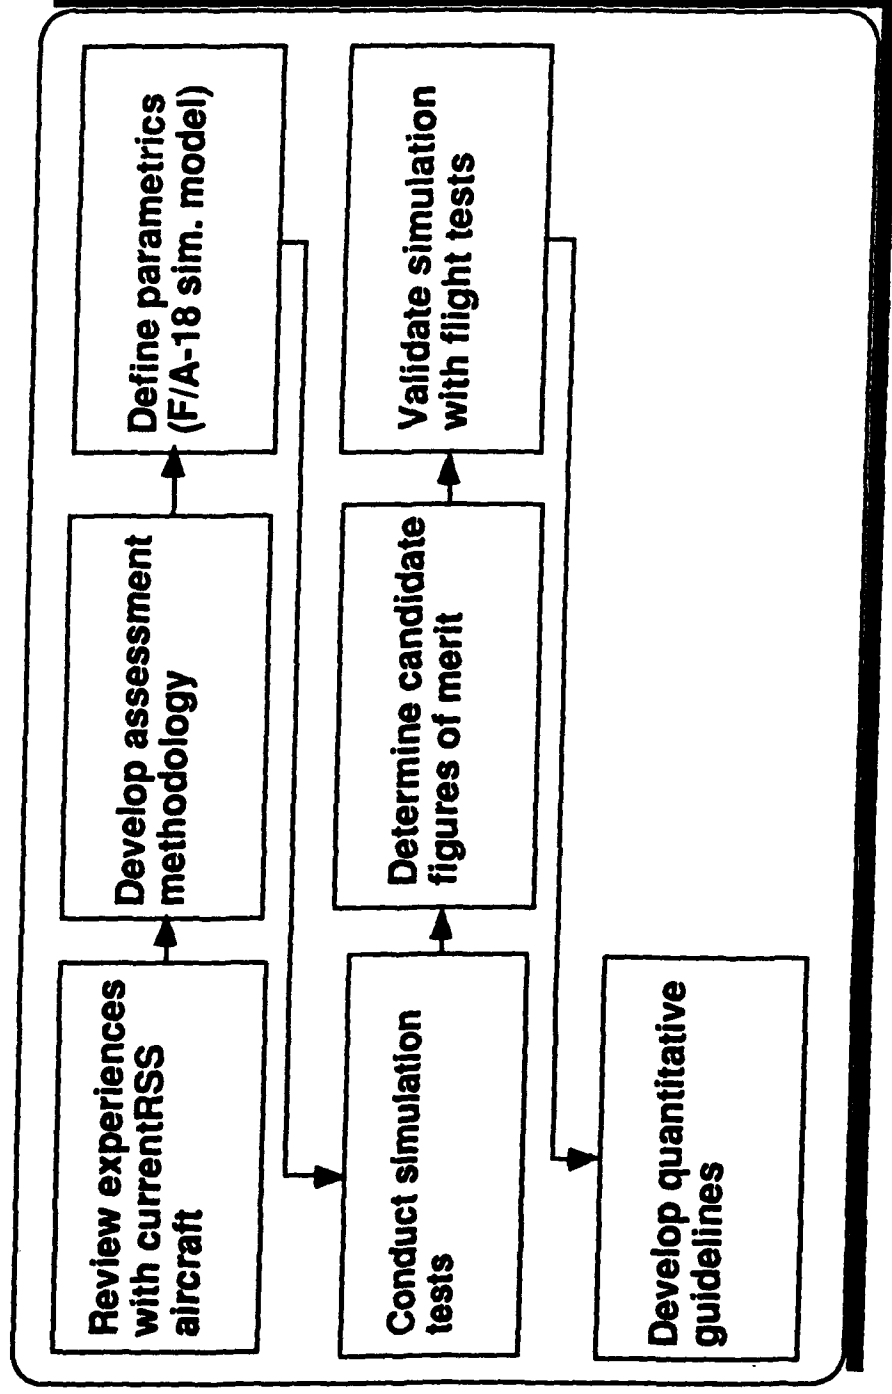 Review experiences
with currentRSS
aircraft
Develop assessment
methodology
Define parametrics
(F/A-18 sim. model)
Conduct simulation
tests
Determine candidate
figures of merit
Validate simulation
with flight tests
Develop quantitative
guidelines